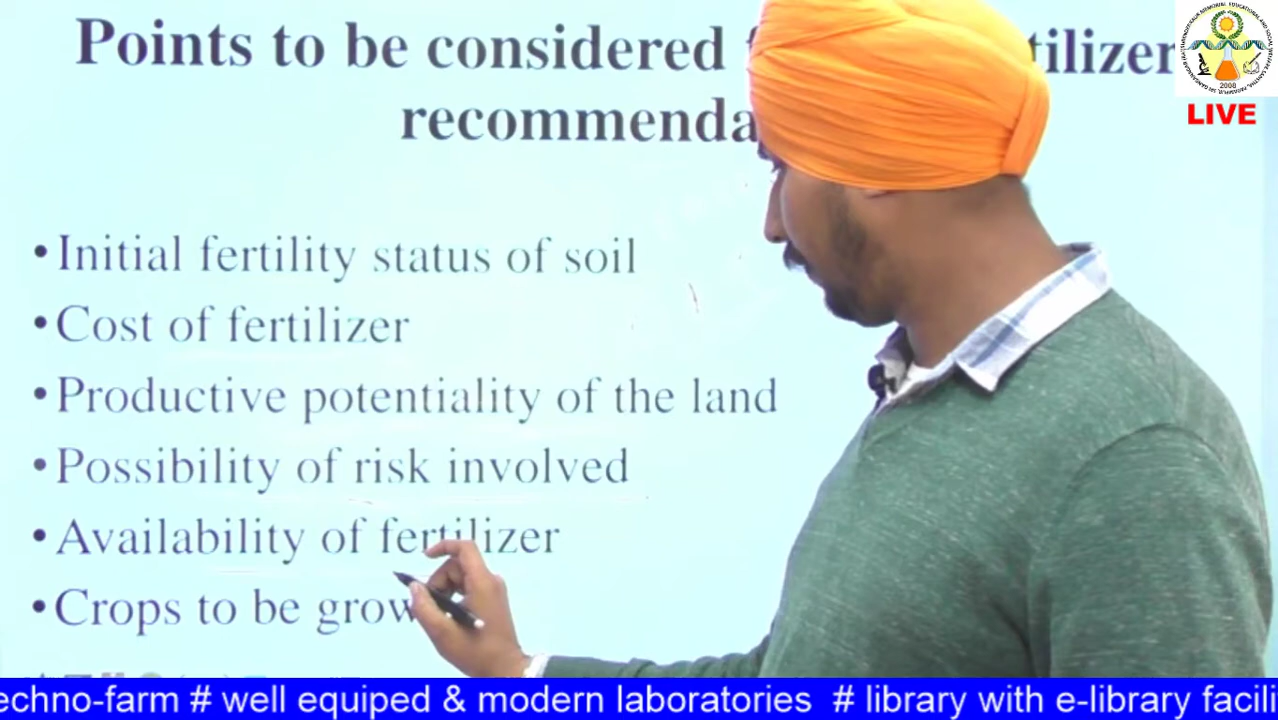 Points to be considered
recommenda
• Initial fertility status of soil
• Cost of fertilizer
• Productive potentiality of the land
• Possibility of risk involved
• Availability of fertilizer
• Crops to be grow
2008
LIVE
echno-farm # well equiped & modern laboratories # library with e-library facili